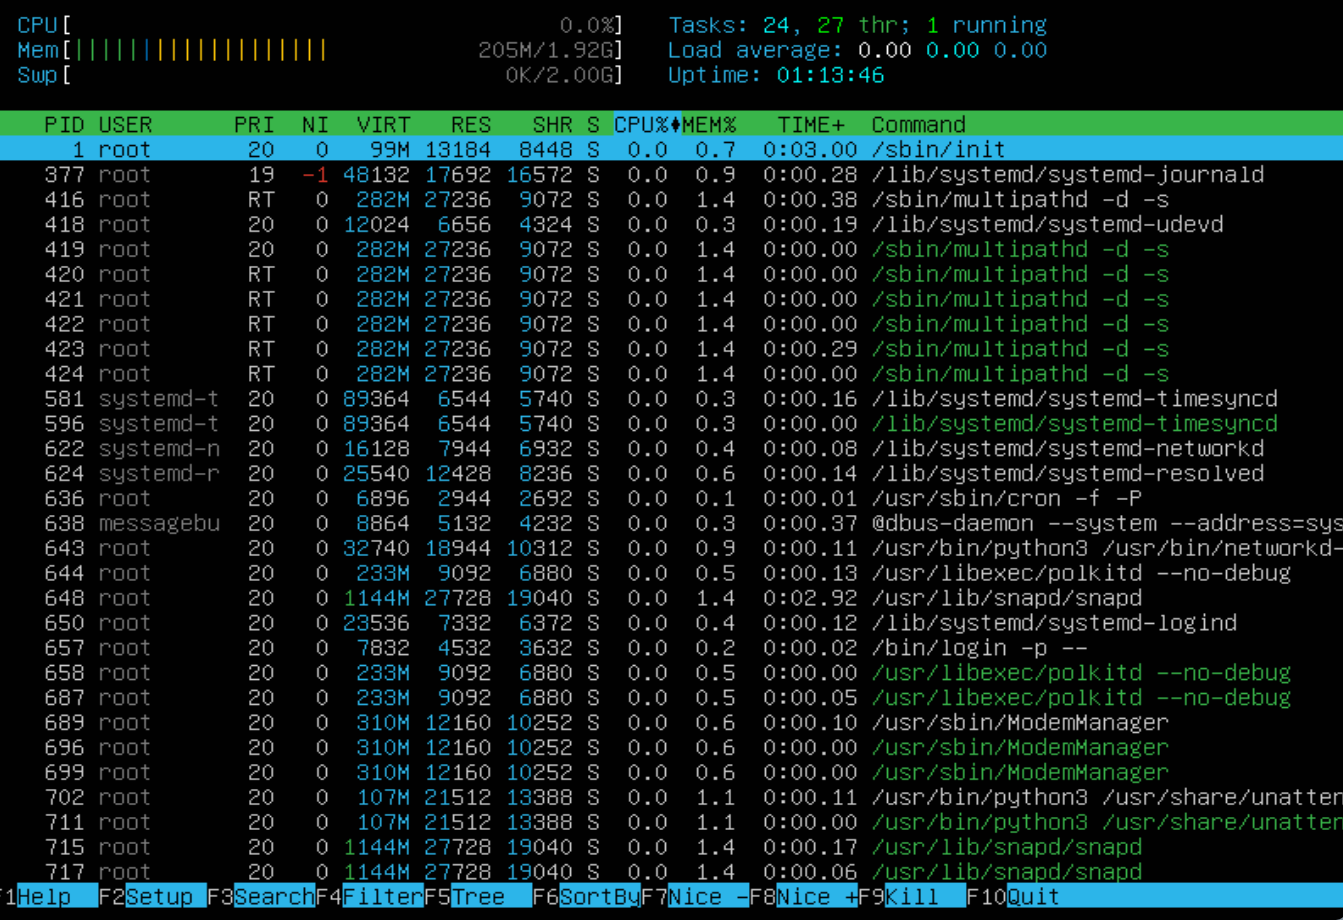 CPU[ 0.0%] Tasks: 24, 27 thr; 1 running
Mem[||||||||||||||||||| 205M/1.92G] Load average: 0.00 0.00 0.00
Swp[ 0K/2.00G] Uptime: 01:13:46
PID USER PRI NI VIRT RES SHR S CPU% MEM% TIME+ Command
1 root 20 0 99M 13184 8448 S 0.0 0.7 0:03.00 /sbin/init
377 root 19 -1 48132 17692 16572 S 0.0 0.9 0:00.28 /lib/systemd/systemd-journald
416 root RT 0 282M 27236 9072 S 0.0 1.4 0:00.38 /sbin/multipathd -d -s
418 root 20 0 12024 6656 4324 S 0.0 0.3 0:00.19 /lib/systemd/systemd-udevd
419 root 20 0 282M 27236 9072 S 0.0 1.4 0:00.00 /sbin/multipathd -d -s
420 root RT 0 282M 27236 9072 S 0.0 1.4 0:00.00 /sbin/multipathd -d -s
421 root RT 0 282M 27236 9072 S 0.0 1.4 0:00.00 /sbin/multipathd -d -s
422 root RT 0 282M 27236 9072 S 0.0 1.4 0:00.00 /sbin/multipathd -d -s
423 root RT 0 282M 27236 9072 S 0.0 1.4 0:00.29 /sbin/multipathd -d -s
424 root RT 0 282M 27236 9072 S 0.0 1.4 0:00.00 /sbin/multipathd -d -s
581 systemd-t 20 0 89364 6544 5740 S 0.0 0.3 0:00.16 /lib/systemd/systemd-timesyncd
596 systemd-t 20 0 89364 6544 5740 S 0.0 0.3 0:00.00 /lib/systemd/systemd-timesyncd
622 systemd-n 20 0 16128 7944 6932 S 0.0 0.4 0:00.08 /lib/systemd/systemd-networkd
624 systemd-r 20 0 25540 12428 8236 S 0.0 0.6 0:00.14 /lib/systemd/systemd-resolved
636 root 20 0 6896 2944 2692 S 0.0 0.1 0:00.01 /usr/sbin/cron -f -P
638 messagebu 20 0 8864 5132 4232 S 0.0 0.3 0:00.37 @dbus-daemon --system --address=sys
643 root 20 0 32740 18944 10312 S 0.0 0.9 0:00.11 /usr/bin/python3 /usr/bin/networkd-
644 root 20 0 233M 9092 6880 S 0.0 0.5 0:00.13 /usr/libexec/polkitd --no-debug
648 root 20 0 1144M 27728 19040 S 0.0 1.4 0:02.92 /usr/lib/snapd/snapd
650 root 20 0 23536 7332 6372 S 0.0 0.4 0:00.12 /lib/systemd/systemd-logind
657 root 20 0 7832 4532 3632 S 0.0 0.2 0:00.02 /bin/login -p --
658 root 20 0 233M 9092 6880 S 0.0 0.5 0:00.00 /usr/libexec/polkitd --no-debug
687 root 20 0 233M 9092 6880 S 0.0 0.5 0:00.05 /usr/libexec/polkitd --no-debug
689 root 20 0 310M 12160 10252 S 0.0 0.6 0:00.10 /usr/sbin/ModemManager
696 root 20 0 310M 12160 10252 S 0.0 0.6 0:00.00 /usr/sbin/ModemManager
699 root 20 0 310M 12160 10252 S 0.0 0.6 0:00.00 /usr/sbin/ModemManager
702 root 20 0 107M 21512 13388 S 0.0 1.1 0:00.11 /usr/bin/python3 /usr/share/unatten
711 root 20 0 107M 21512 13388 S 0.0 1.1 0:00.00 /usr/bin/python3 /usr/share/unatten
715 root 20 0 1144M 27728 19040 S 0.0 1.4 0:00.17 /usr/lib/snapd/snapd
717 root 20 0 1144M 27728 19040 S 0.0 1.4 0:00.06 /usr/lib/snapd/snapd
F1Help F2Setup F3SearchF4FilterF5Tree F6SortByF7Nice -F8Nice +F9Kill F10Quit